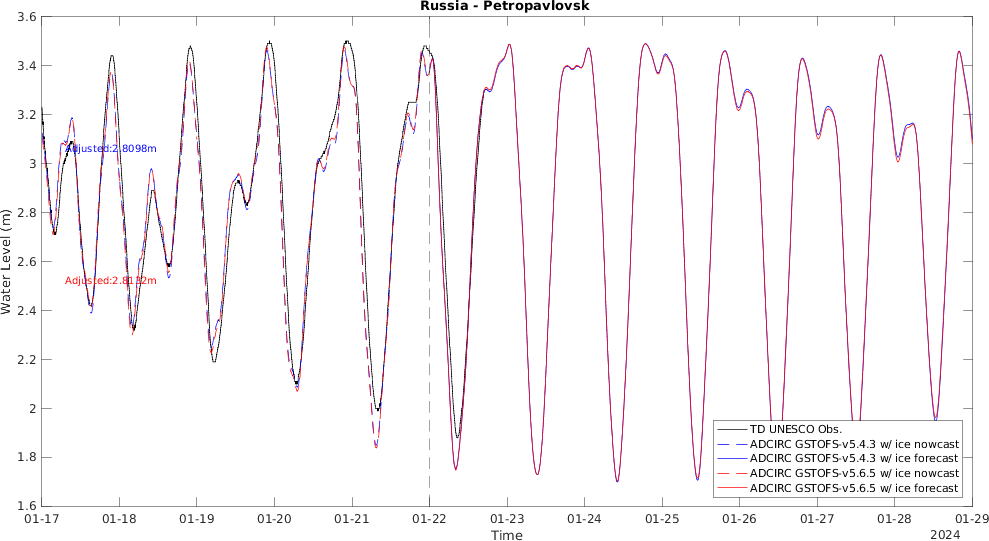 Russia - Petropavlovsk
3.6
3.4
3.2
3
2.8
2.6
2.4
2.2
2
1.8
1.6
Water Level (m)
Adjusted:2.8098m
Adjusted:2.8132m
TD UNESCO Obs.
ADCIRC GSTOFS-v5.4.3 w/ ice nowcast
ADCIRC GSTOFS-v5.4.3 w/ ice forecast
ADCIRC GSTOFS-v5.6.5 w/ ice nowcast
ADCIRC GSTOFS-v5.6.5 w/ ice forecast
01-17 01-18 01-19 01-20 01-21 01-22 01-23 01-24 01-25 01-26 01-27 01-28 01-29
Time
2024